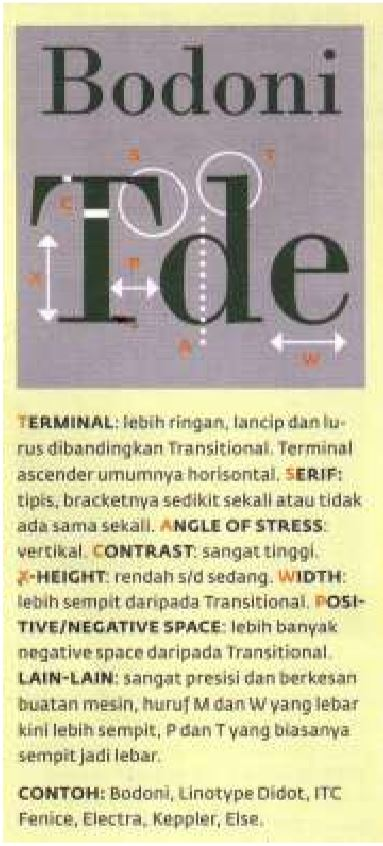 Bodoni
S
T
C
Tde
X
P
A
W
TERMINAL: lebih ringan, lancip dan lu-
rus dibandingkan Transitional. Terminal
ascender umumnya horisontal. SERIF:
tipis, bracketnya sedikit sekali atau tidak
ada sama sekali. ANGLE OF STRESS:
vertikal. CONTRAST: sangat tinggi.
X-HEIGHT: rendah s/d sedang. WIDTH:
lebih sempit daripada Transitional. POSI-
TIVE/NEGATIVE SPACE: lebih banyak
negative space daripada Transitional.
LAIN-LAIN: sangat presisi dan berkesan
buatan mesin, huruf M dan W yang lebar
kini lebih sempit, P dan T yang biasanya
sempit jadi lebar.
CONTOH: Bodoni, Linotype Didot, ITC
Fenice, Electra, Keppler, Else.